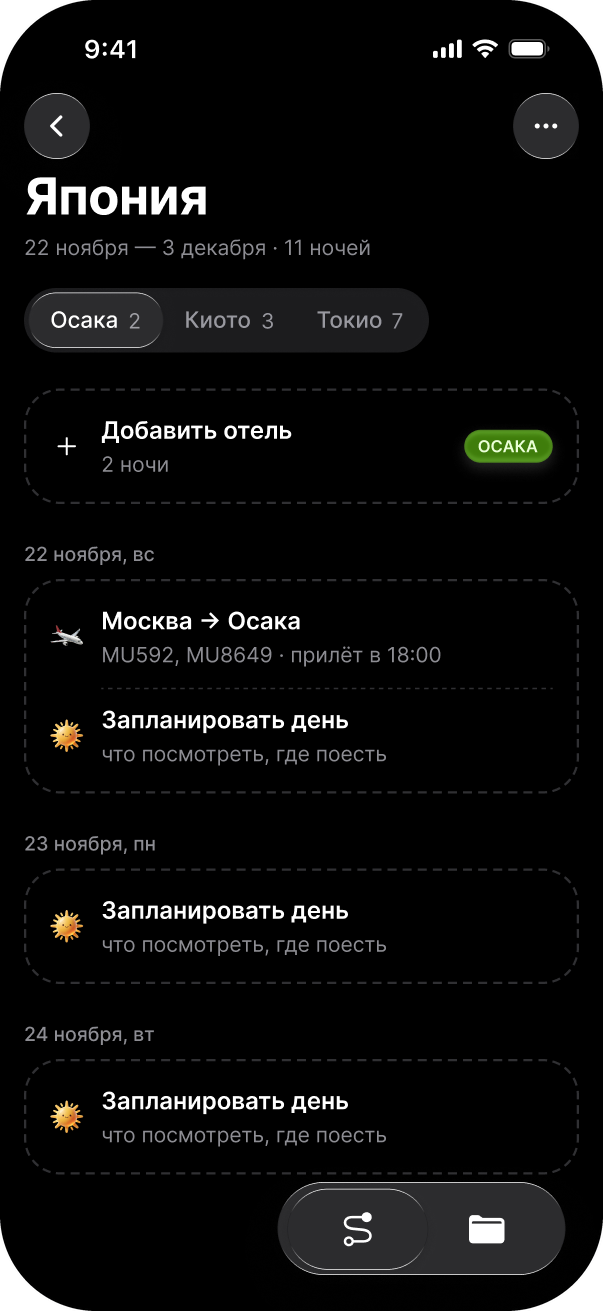 9:41
Япония
22 ноября — 3 декабря · 11 ночей
Осака 2 Киото 3 Токио 7
Добавить отель
2 ночи
ОСАКА
22 ноября, вс
Москва → Осака
MU592, MU8649 · прилёт в 18:00
Запланировать день
что посмотреть, где поесть
23 ноября, пн
Запланировать день
что посмотреть, где поесть
24 ноября, вт
Запланировать день
что посмотреть, где поесть